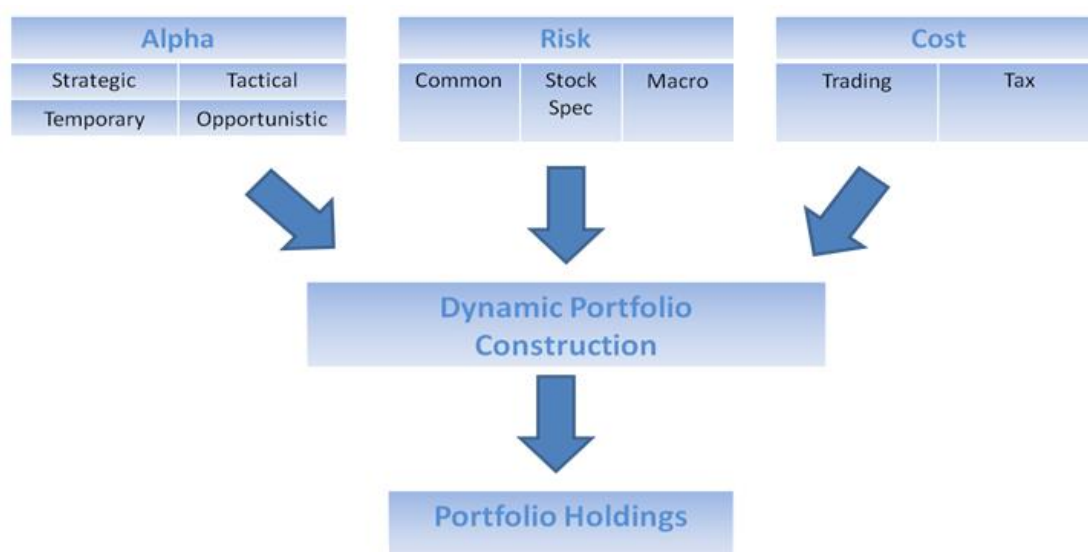 Alpha
Strategic Tactical
Temporary Opportunistic
Risk
Common Stock Spec Macro
Cost
Trading Tax
Dynamic Portfolio
Construction
Portfolio Holdings